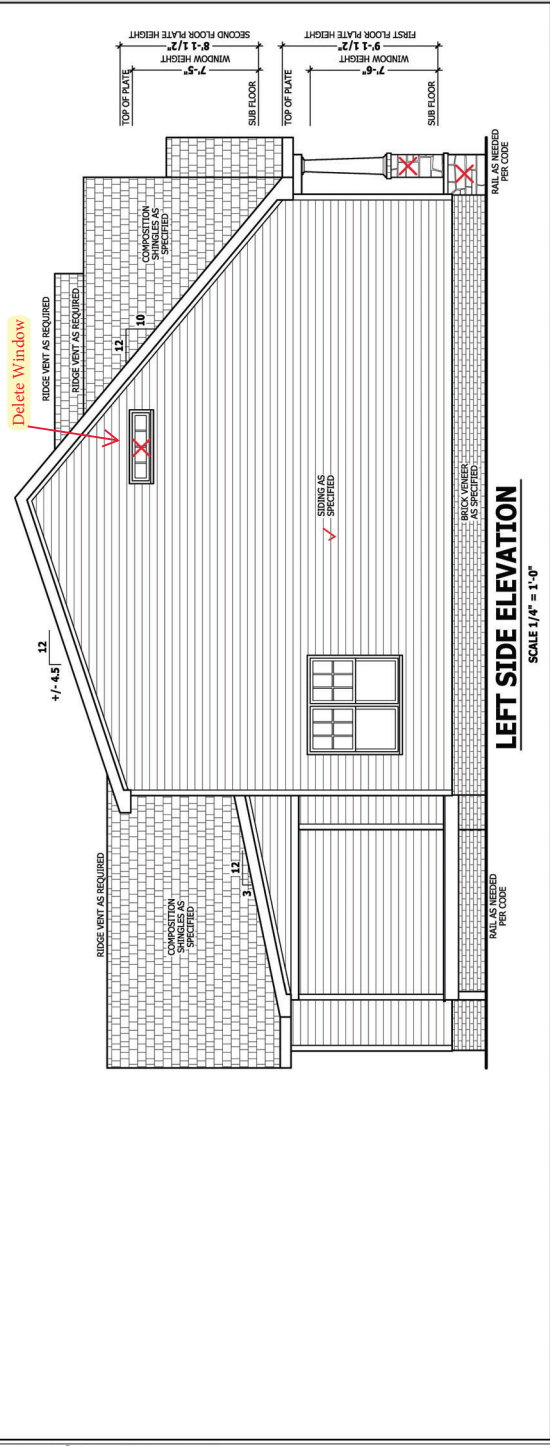 Delete Window
RIDGE VENT AS REQUIRED
RIDGE VENT AS REQUIRED
RIDGE VENT AS REQUIRED
12
+/- 4.5
12
10
COMPOSITION
SHINGLES AS
SPECIFIED
COMPOSITION
SHINGLES AS
SPECIFIED
12
3
SIDING AS
SPECIFIED
BRICK VENEER
AS SPECIFIED
TOP OF PLATE
SUB FLOOR
7'-5"
WINDOW HEIGHT
8'-1 1/2"
SECOND FLOOR PLATE HEIGHT
TOP OF PLATE
SUB FLOOR
7'-6"
WINDOW HEIGHT
9'-1 1/2"
FIRST FLOOR PLATE HEIGHT
RAIL AS NEEDED
PER CODE
RAIL AS NEEDED
PER CODE
LEFT SIDE ELEVATION
SCALE 1/4" = 1'-0"